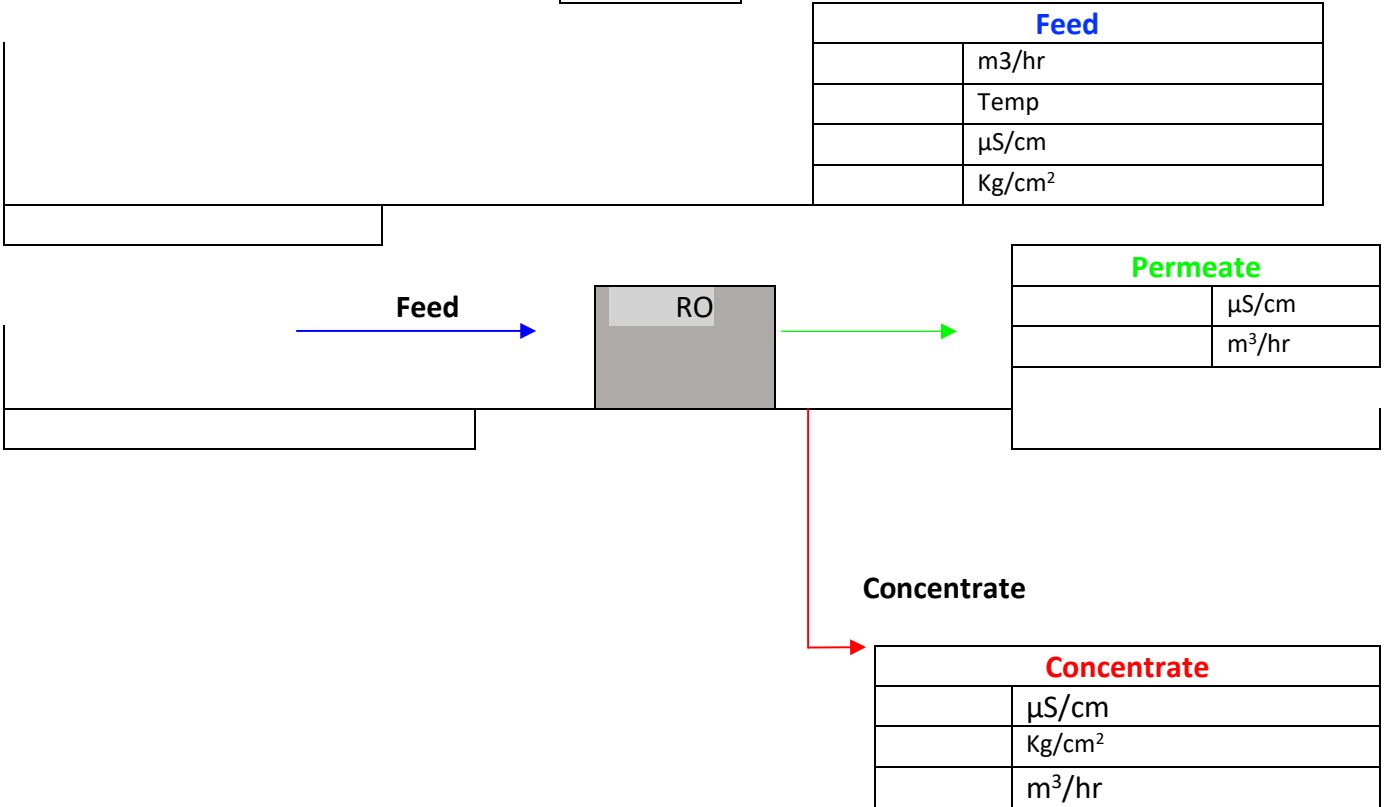 Feed
m3/hr
Temp
µS/cm
Kg/cm²
Permeate
µS/cm
m³/hr
Feed
RO
Concentrate
Concentrate
µS/cm
Kg/cm²
m³/hr